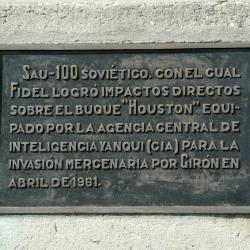 SAU-100 SOVIÉTICO, CON EL CUAL
FIDEL LOGRÓ IMPACTOS DIRECTOS
SOBRE EL BUQUE "HOUSTON" EQUI-
PADO POR LA AGENCIA CENTRAL DE
INTELIGENCIA YANQUI (CIA) PARA LA
INVASIÓN MERCENARIA POR GIRÓN EN
ABRIL DE 1961.